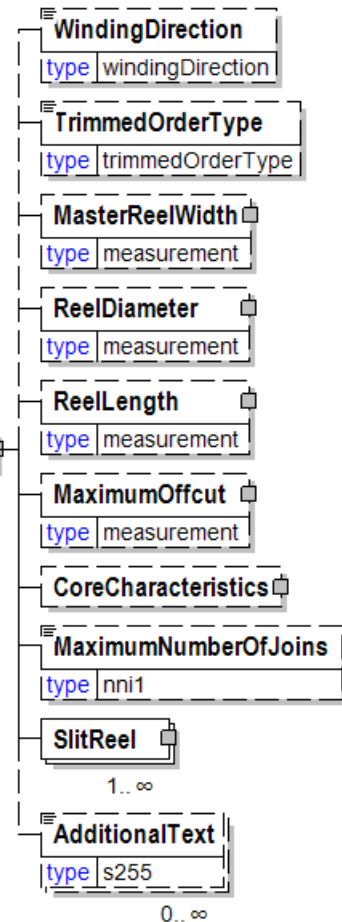 WindingDirection
type windingDirection
TrimmedOrderType
type trimmedOrderType
MasterReelWidth
type measurement
ReelDiameter
type measurement
ReelLength
type measurement
MaximumOffcut
type measurement
CoreCharacteristics
MaximumNumberOfJoins
type nni1
SlitReel
1.. ∞
AdditionalText
type s255
0.. ∞